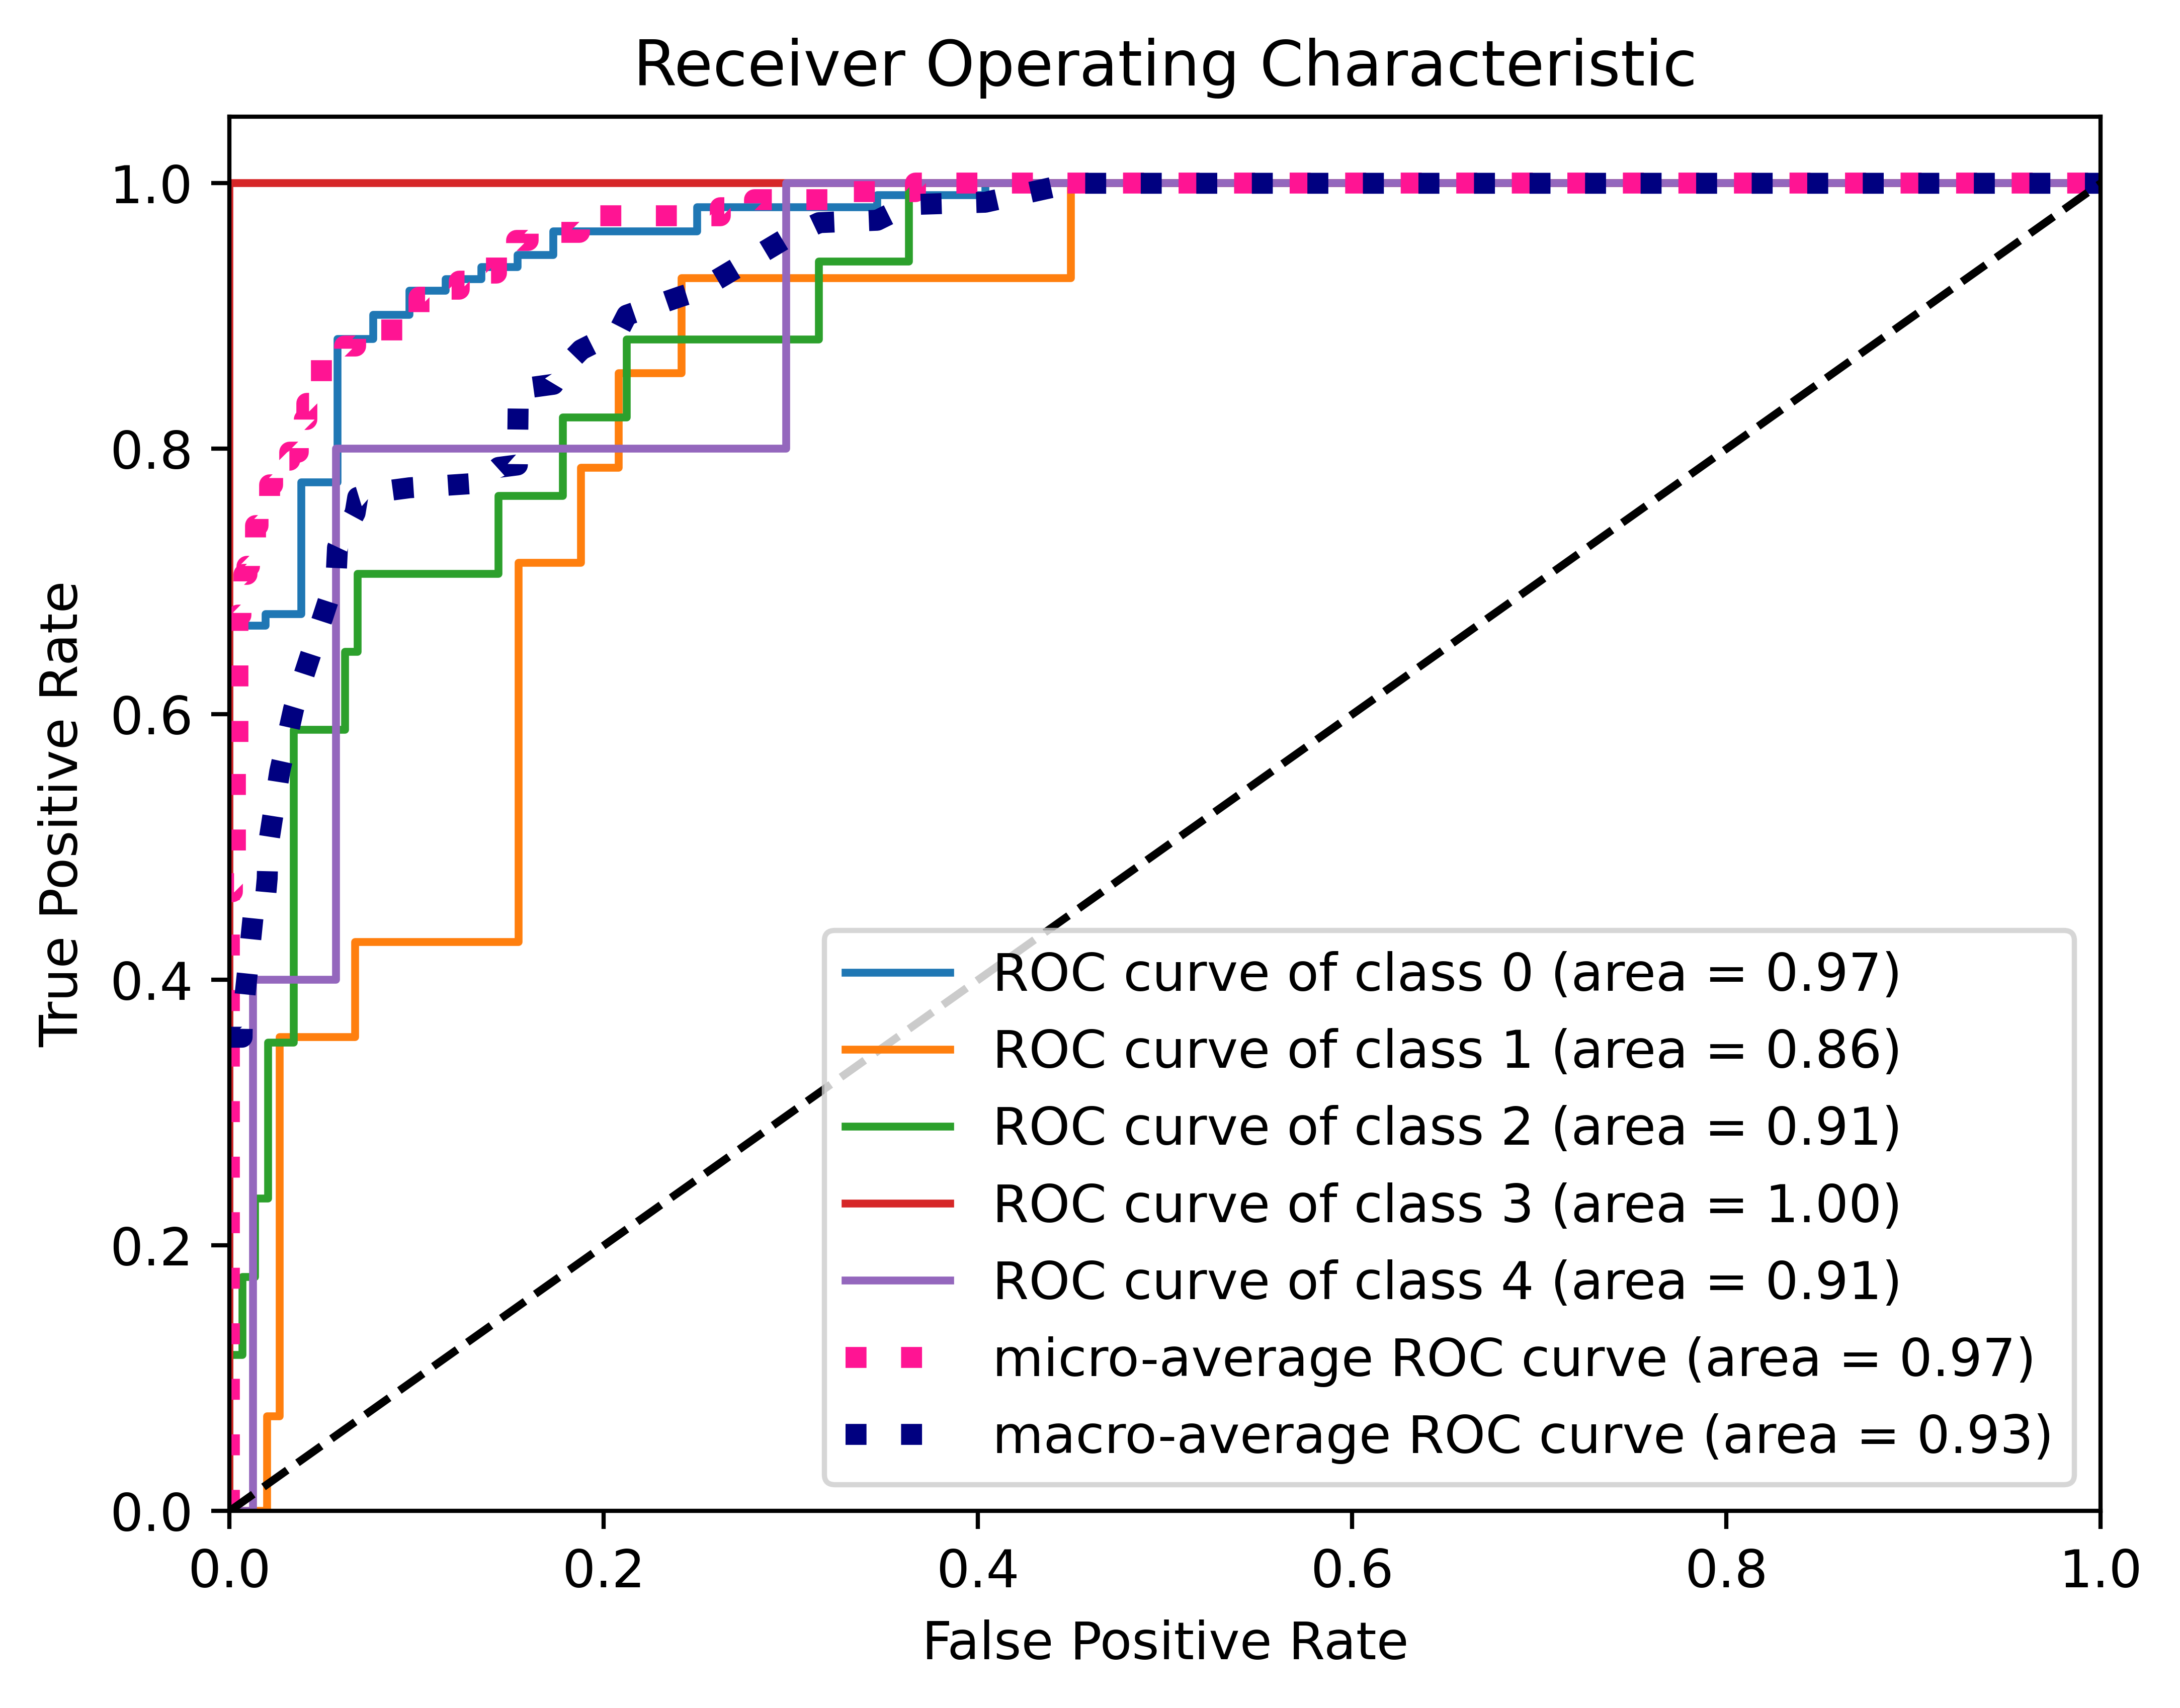 Receiver Operating Characteristic
1.0
0.8
0.6
0.4
0.2
0.0
True Positive Rate
ROC curve of class 0 (area = 0.97)
ROC curve of class 1 (area = 0.86)
ROC curve of class 2 (area = 0.91)
ROC curve of class 3 (area = 1.00)
ROC curve of class 4 (area = 0.91)
micro-average ROC curve (area = 0.97)
macro-average ROC curve (area = 0.93)
0.0 0.2 0.4 0.6 0.8 1.0
False Positive Rate